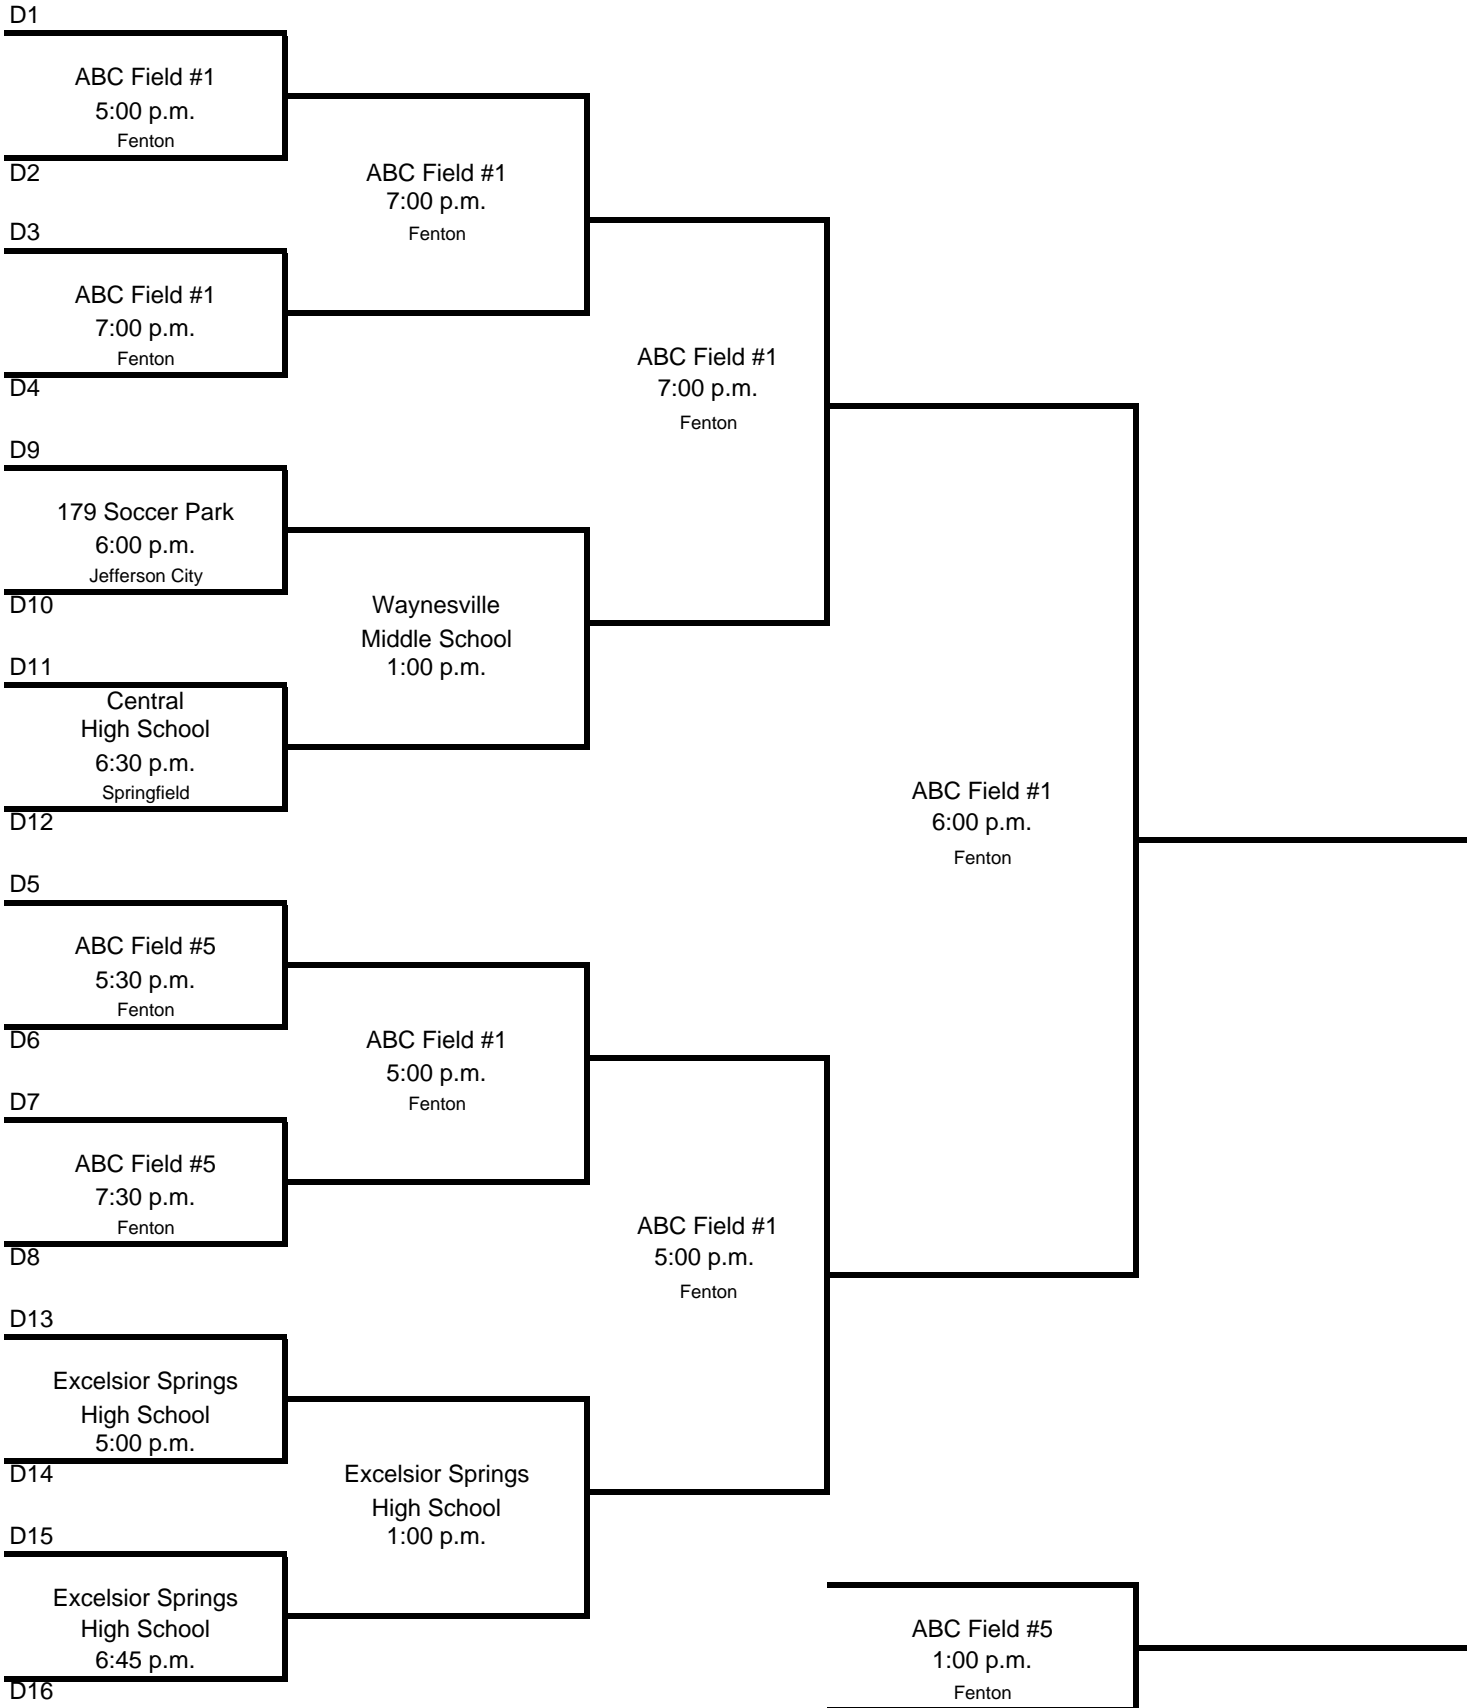 D1
ABC Field #1
5:00 p.m.
Fenton
D2
ABC Field #1
7:00 p.m.
Fenton
D3
ABC Field #1
7:00 p.m.
Fenton
D4
ABC Field #1
7:00 p.m.
Fenton
D9
179 Soccer Park
6:00 p.m.
Jefferson City
D10
Waynesville
Middle School
1:00 p.m.
D11
Central
High School
6:30 p.m.
Springfield
D12
ABC Field #1
6:00 p.m.
Fenton
D5
ABC Field #5
5:30 p.m.
Fenton
D6
ABC Field #1
5:00 p.m.
Fenton
D7
ABC Field #5
7:30 p.m.
Fenton
D8
ABC Field #1
5:00 p.m.
Fenton
D13
Excelsior Springs
High School
5:00 p.m.
D14
Excelsior Springs
High School
1:00 p.m.
D15
Excelsior Springs
High School
6:45 p.m.
D16
ABC Field #5
1:00 p.m.
Fenton